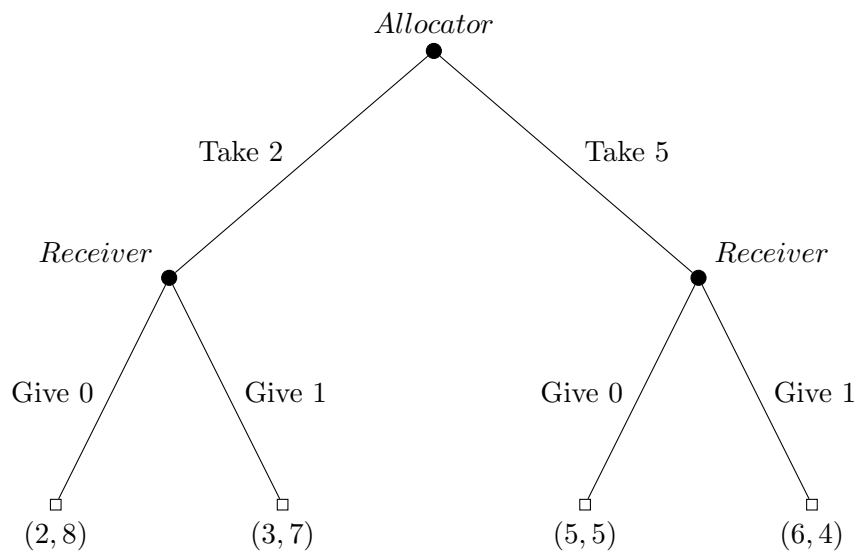 Allocator
Take 2
Take 5
Receiver
Receiver
Give 0
Give 1
Give 0
Give 1
(2, 8)
(3, 7)
(5, 5)
(6, 4)